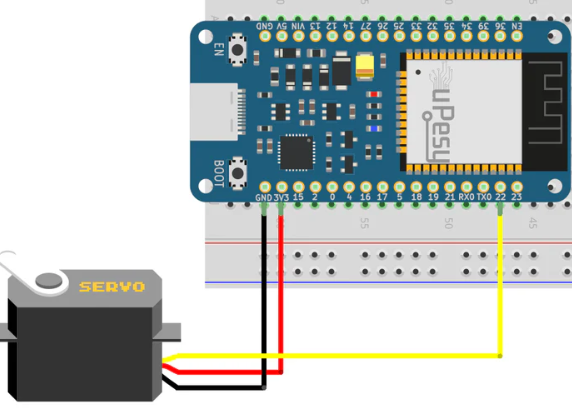 GND 5V VIN 13 12 14 27 26 25 33 32 35 34 39 36 EN
EN
uPesy
BOOT
GND 3V3 15 2 0 4 16 17 5 18 19 21 RX0 TX0 22 23
55 50 45
SERVO